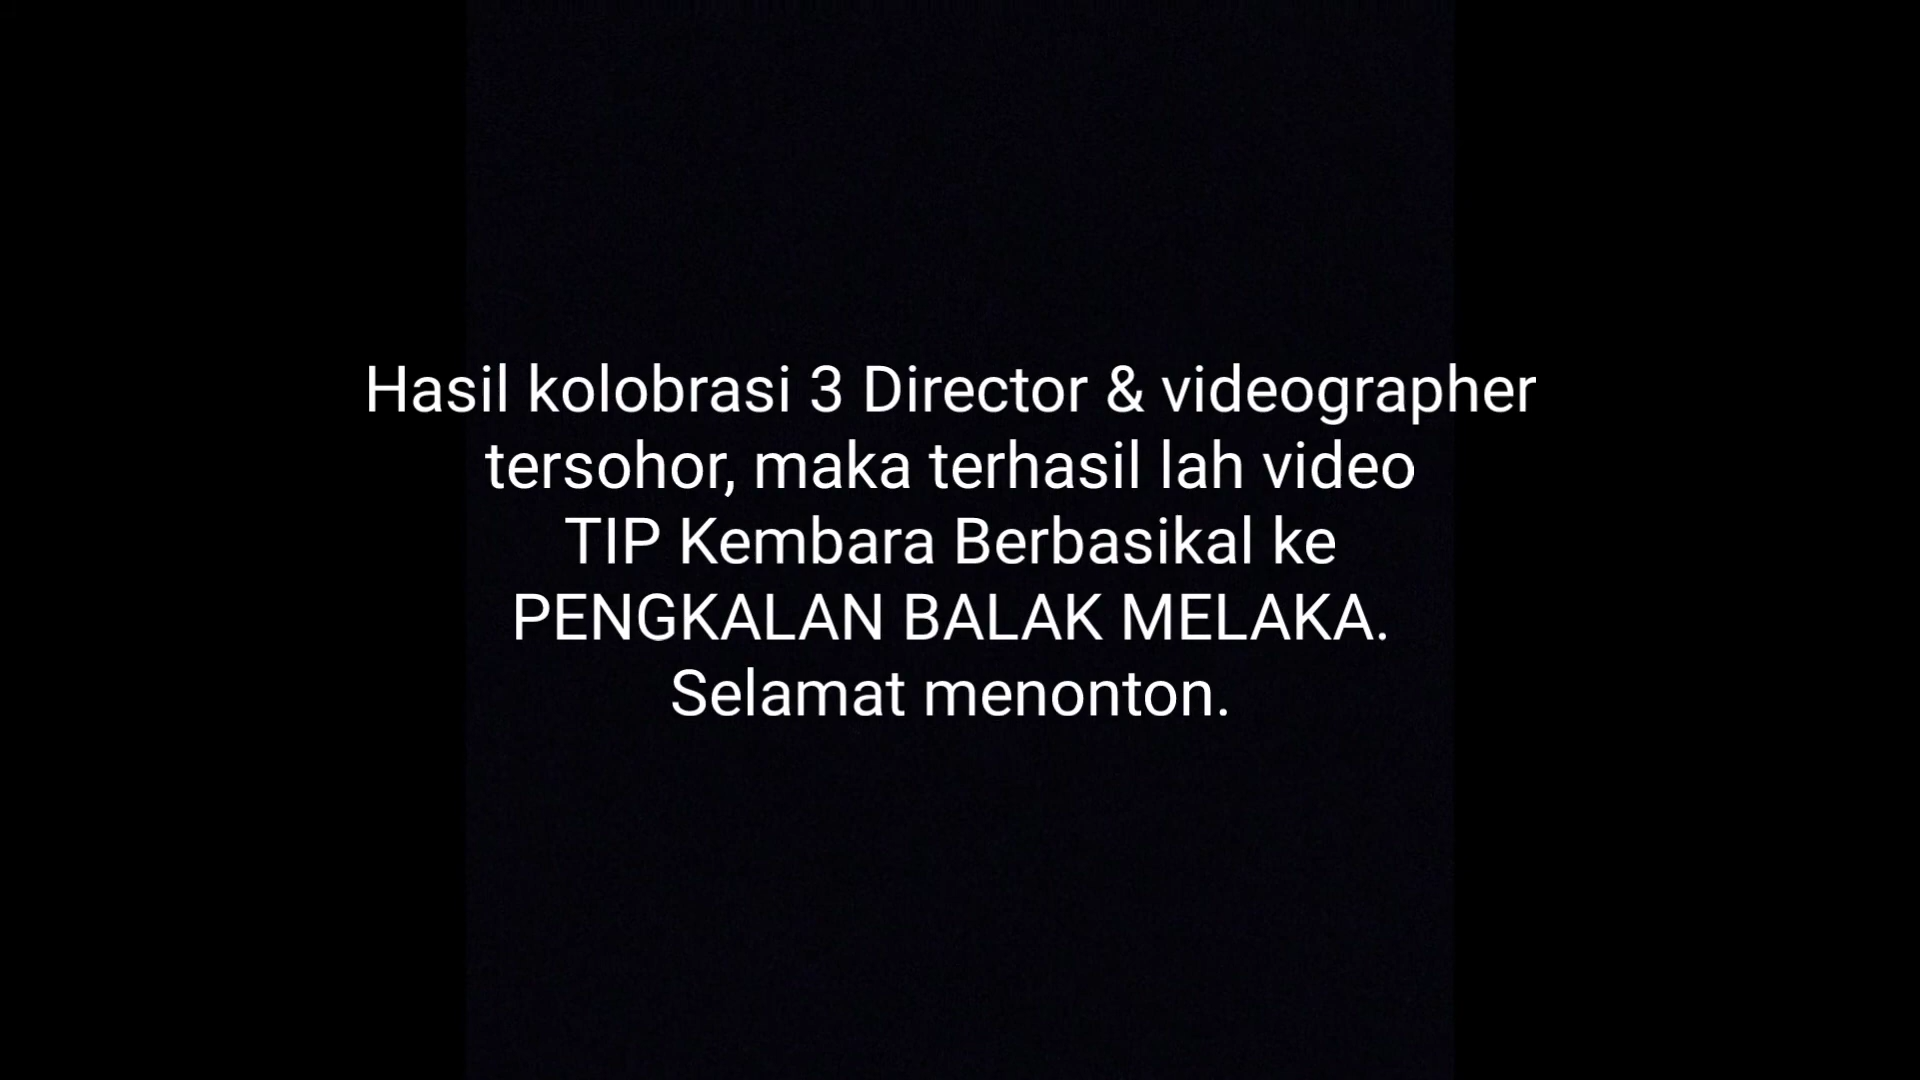 Hasil kolobrasi 3 Director & videographer
tersohor, maka terhasil lah video
TIP Kembara Berbasikal ke
PENGKALAN BALAK MELAKA.
Selamat menonton.